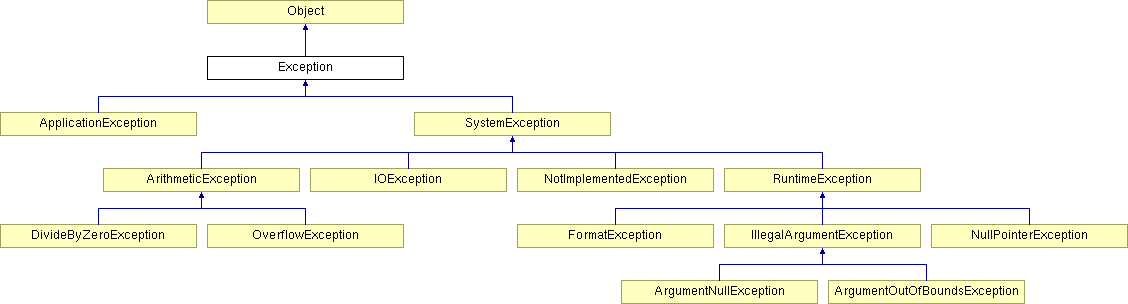 Object
Exception
ApplicationException
SystemException
ArithmeticException
IOException
NotImplementedException
RuntimeException
DivideByZeroException
OverflowException
FormatException
IllegalArgumentException
NullPointerException
ArgumentNullException
ArgumentOutOfBoundsException